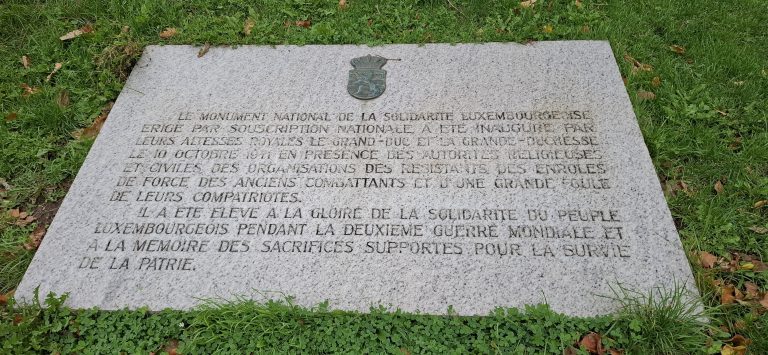 LE MONUMENT NATIONAL DE LA SOLIDARITE LUXEMBOURGEOISE
ERIGE PAR SOUSCRIPTION NATIONALE A ETE INAUGURE PAR
LEURS ALTESSES ROYALES LE GRAND-DUC ET LA GRANDE-DUCHESSE
LE 10 OCTOBRE 1971 EN PRESENCE DES AUTORITES RELIGIEUSES
ET CIVILES, DES ORGANISATIONS DES RESISTANTS, DES ENROLES
DE FORCE DES ANCIENS COMBATTANTS ET D'UNE GRANDE FOULE
DE LEURS COMPATRIOTES.
IL A ETE ELEVE A LA GLOIRE DE LA SOLIDARITE DU PEUPLE
LUXEMBOURGEOIS PENDANT LA DEUXIEME GUERRE MONDIALE ET
A LA MEMOIRE DES SACRIFICES SUPPORTES POUR LA SURVIE
DE LA PATRIE.